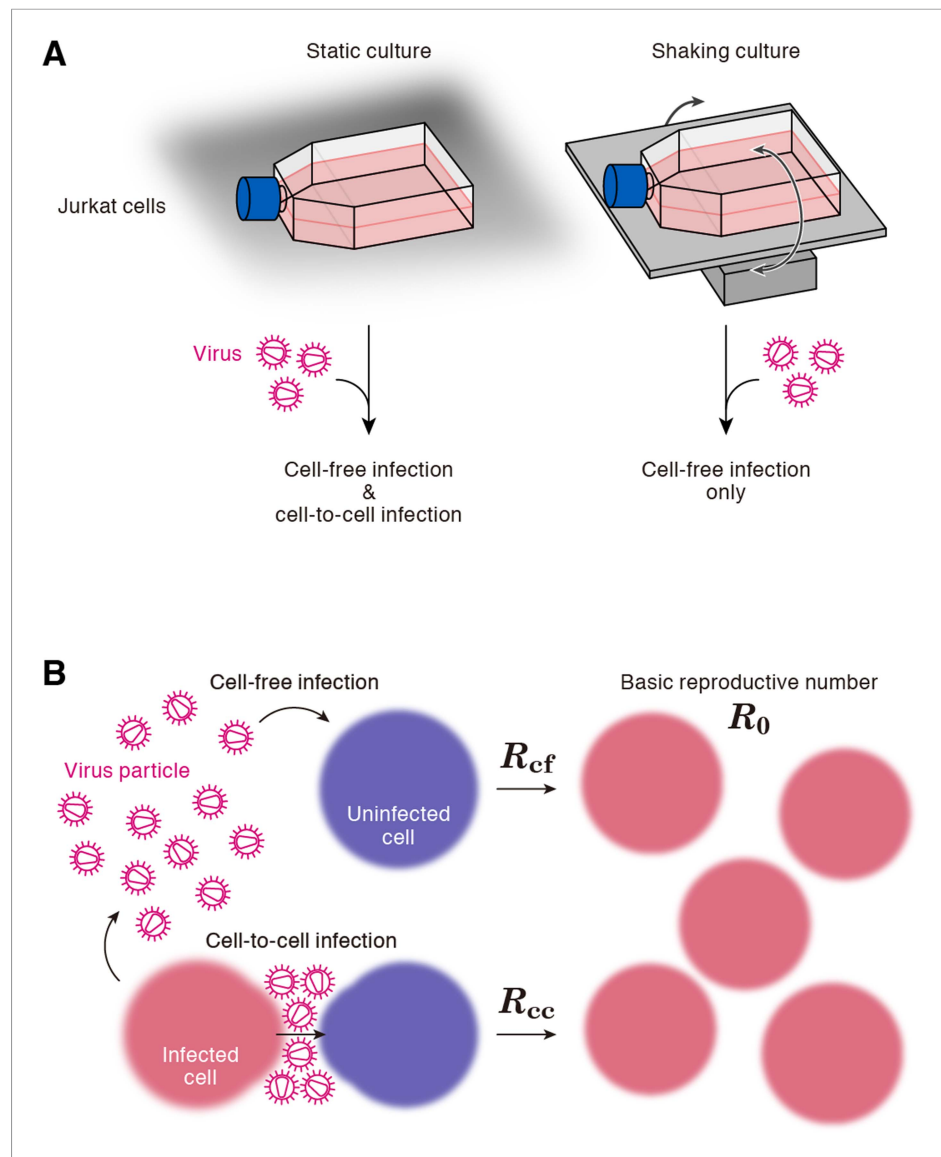 A
Static culture
Shaking culture
Jurkat cells
Virus
Cell-free infection
&
cell-to-cell infection
Cell-free infection
only
B
Cell-free infection
Basic reproductive number
R0
Virus particle
Rcf
Uninfected
cell
Cell-to-cell infection
Rcc
Infected
cell